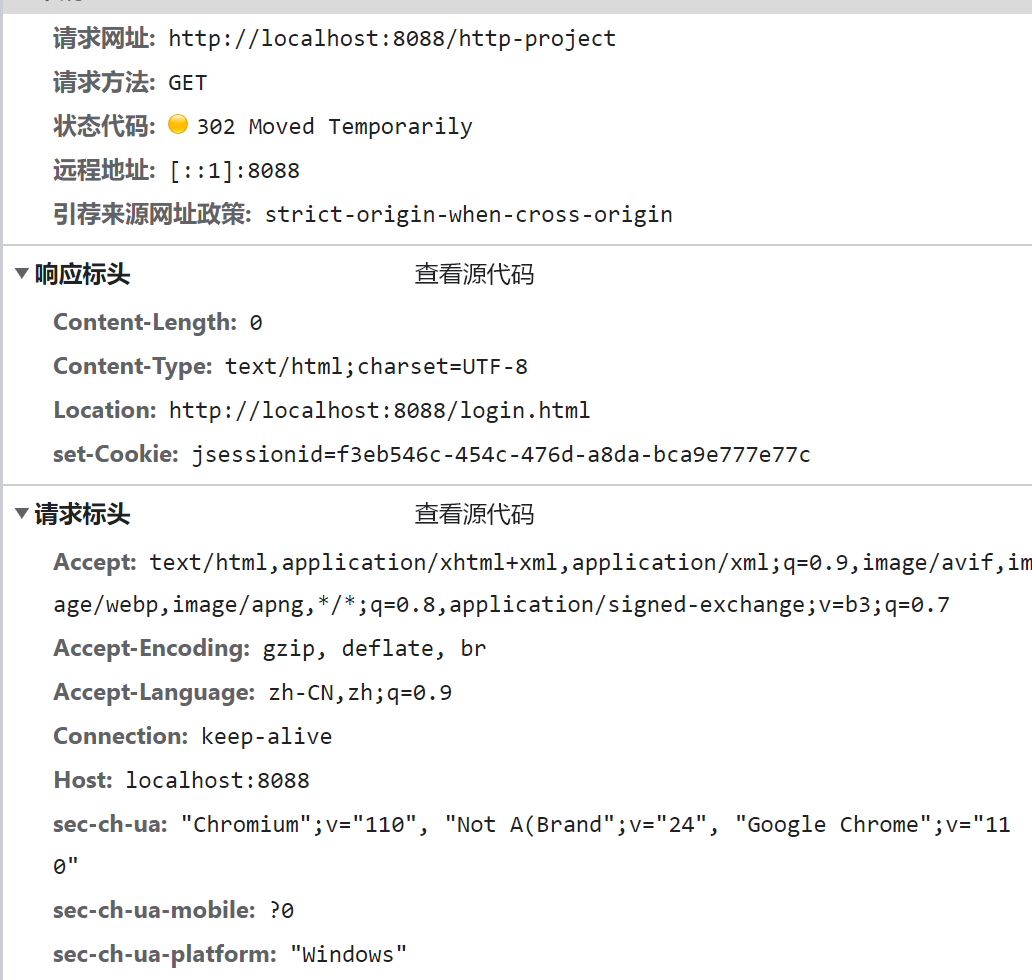 请求网址: http://localhost:8088/http-project
请求方法: GET
状态代码: 302 Moved Temporarily
远程地址: [::1]:8088
引荐来源网址政策: strict-origin-when-cross-origin
响应标头 查看源代码
Content-Length: 0
Content-Type: text/html;charset=UTF-8
Location: http://localhost:8088/login.html
set-Cookie: jsessionid=f3eb546c-454c-476d-a8da-bca9e777e77c
请求标头 查看源代码
Accept: text/html,application/xhtml+xml,application/xml;q=0.9,image/avif,im
age/webp,image/apng,*/*;q=0.8,application/signed-exchange;v=b3;q=0.7
Accept-Encoding: gzip, deflate, br
Accept-Language: zh-CN,zh;q=0.9
Connection: keep-alive
Host: localhost:8088
sec-ch-ua: "Chromium";v="110", "Not A(Brand";v="24", "Google Chrome";v="11
0"
sec-ch-ua-mobile: ?0
sec-ch-ua-platform: "Windows"